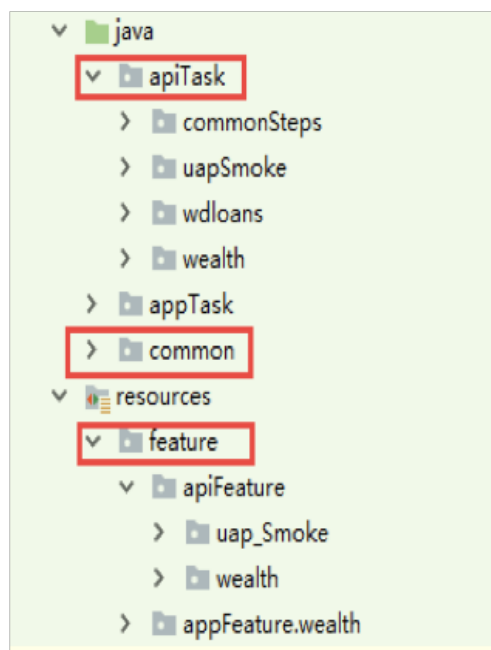 java
apiTask
commonSteps
uapSmoke
wdloans
wealth
appTask
common
resources
feature
apiFeature
uap_Smoke
wealth
appFeature.wealth